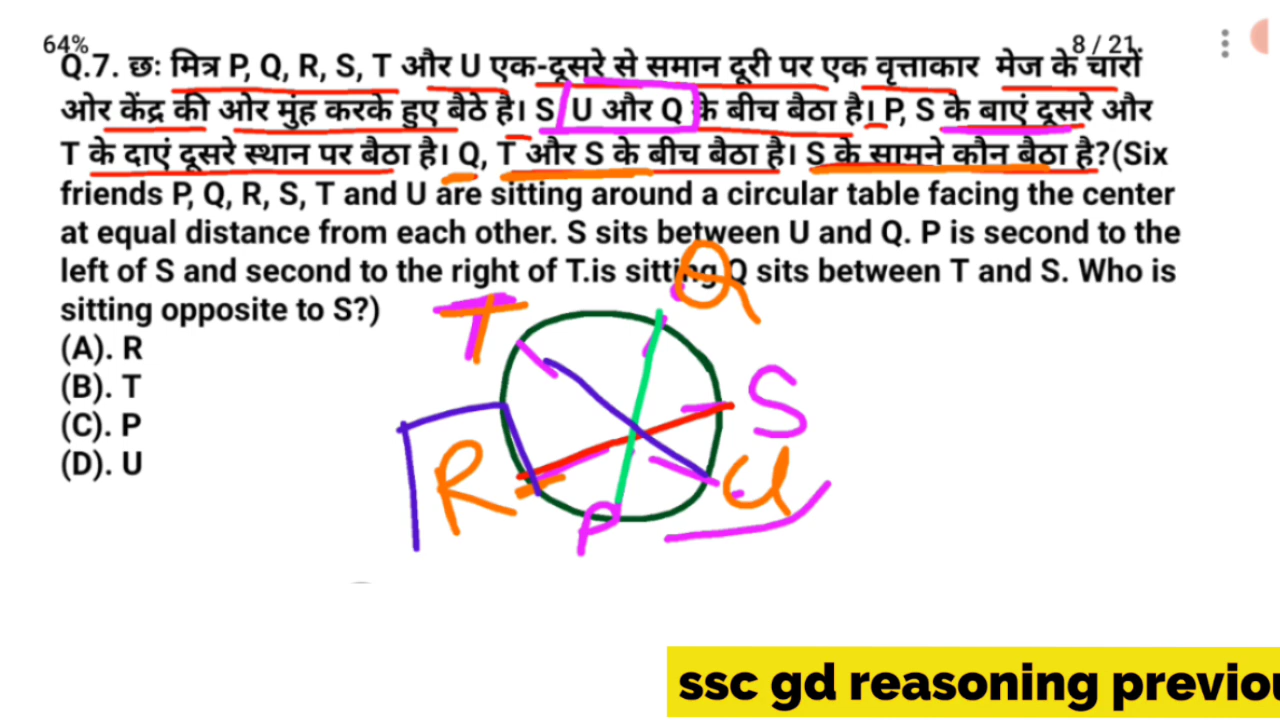 64%
8 / 21
Q.7. छः मित्र P, Q, R, S, T और U एक-दूसरे से समान दूरी पर एक वृत्ताकार मेज के चारों
ओर केंद्र की ओर मुंह करके हुए बैठे है। S, U और Q के बीच बैठा है। P, S के बाएं दूसरे और
T के दाएं दूसरे स्थान पर बैठा है। Q, T और S के बीच बैठा है। S के सामने कौन बैठा है?(Six
friends P, Q, R, S, T and U are sitting around a circular table facing the center
at equal distance from each other. S sits between U and Q. P is second to the
left of S and second to the right of T.is sitting Q sits between T and S. Who is
sitting opposite to S?)
(A). R
(B). T
(C). P
(D). U
Q
T
S
R
U
P
ssc gd reasoning previou